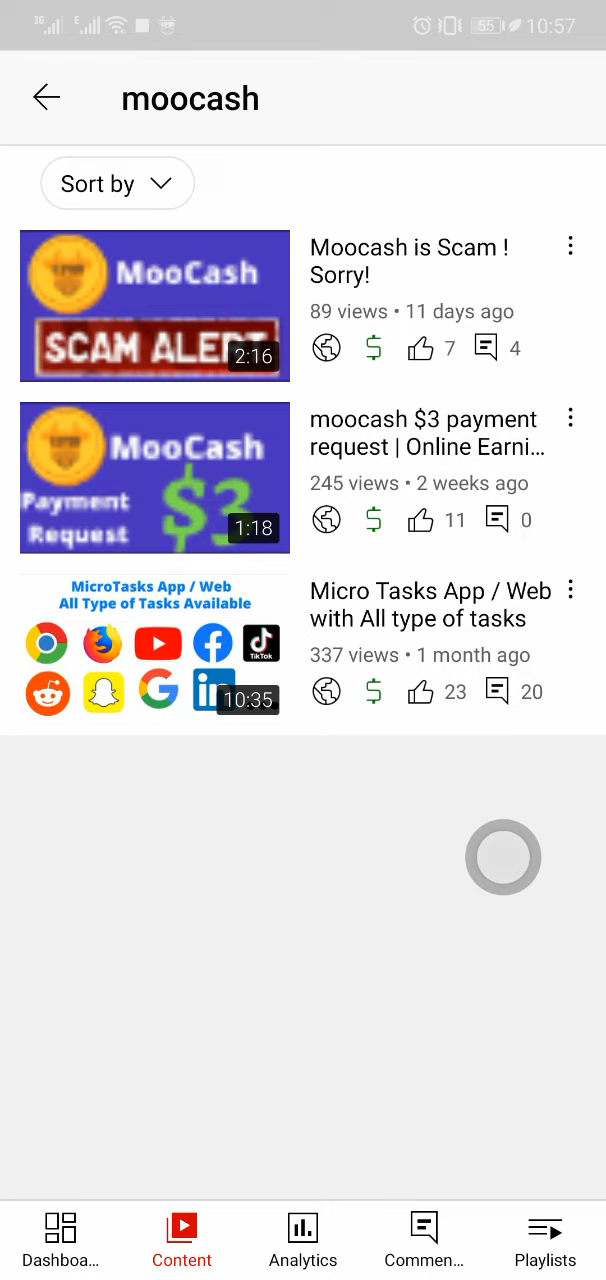 3G E 55 10:57
moocash
Sort by
MooCash
SCAM ALERT
2:16
Moocash is Scam !
Sorry!
89 views • 11 days ago
7 4
MooCash
Payment
Request
$3
1:18
moocash $3 payment
request | Online Earni...
245 views • 2 weeks ago
11 0
MicroTasks App / Web
All Type of Tasks Available
TikTok
G
in
10:35
Micro Tasks App / Web
with All type of tasks
337 views • 1 month ago
23 20
Dashboa... Content Analytics Commen... Playlists